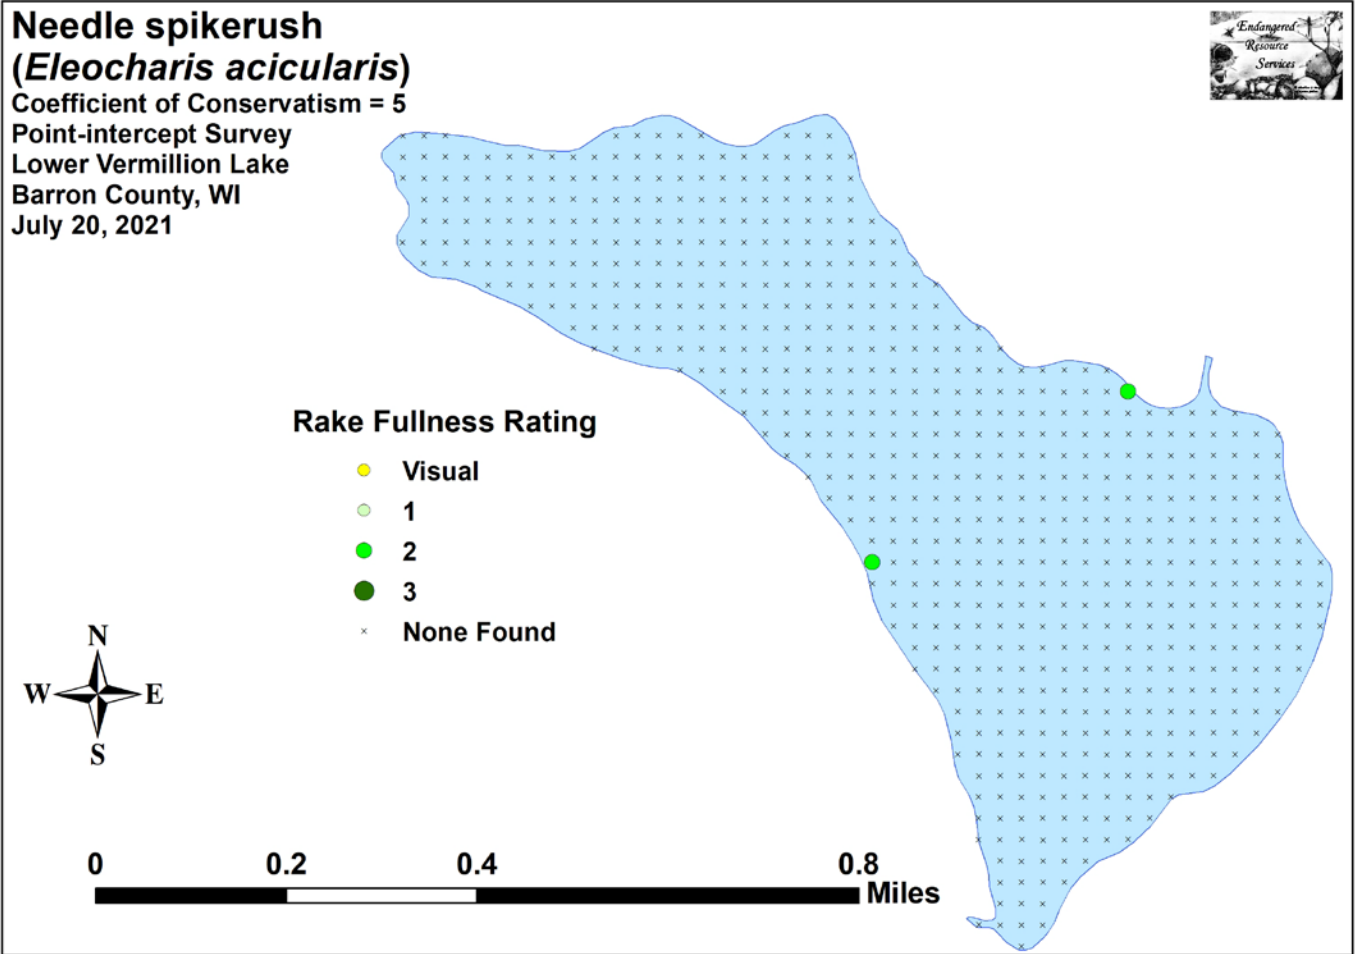 Needle spikerush
(Eleocharis acicularis)
Coefficient of Conservatism = 5
Point-intercept Survey
Lower Vermillion Lake
Barron County, WI
July 20, 2021
Endangered
Resource
Services
Rake Fullness Rating
Visual
1
2
3
None Found
N
W E
S
0 0.2 0.4 0.8
Miles